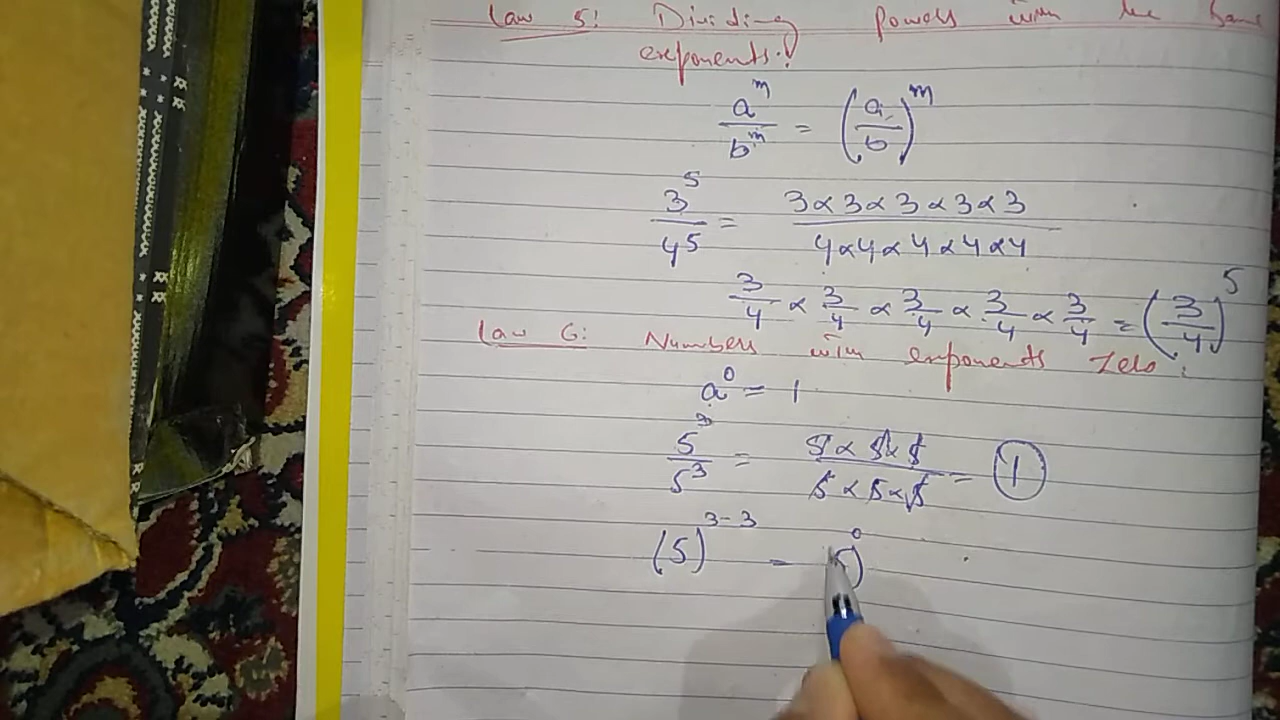 Law 5: Dividing powers with the same
exponents:
a^m / b^m = (a / b)^m
3^5 / 4^5 = 3 × 3 × 3 × 3 × 3 / 4 × 4 × 4 × 4 × 4
3/4 × 3/4 × 3/4 × 3/4 × 3/4 = (3/4)^5
Law 6: Numbers with exponents Zero:
a^0 = 1
5^3 / 5^3 = 5 × 5 × 5 / 5 × 5 × 5 = 1
(5)^3-3 = 5)^0